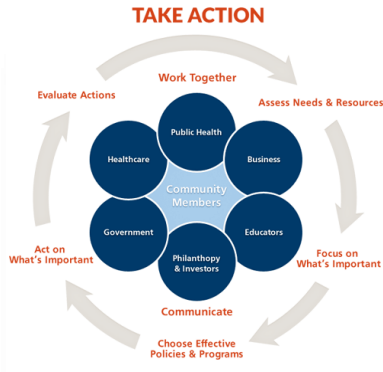 TAKE ACTION
Work Together
Evaluate Actions
Assess Needs & Resources
Public Health
Healthcare
Business
Community
Members
Government
Educators
Act on
What's Important
Focus on
What's Important
Philanthopy
& Investors
Communicate
Choose Effective
Policies & Programs